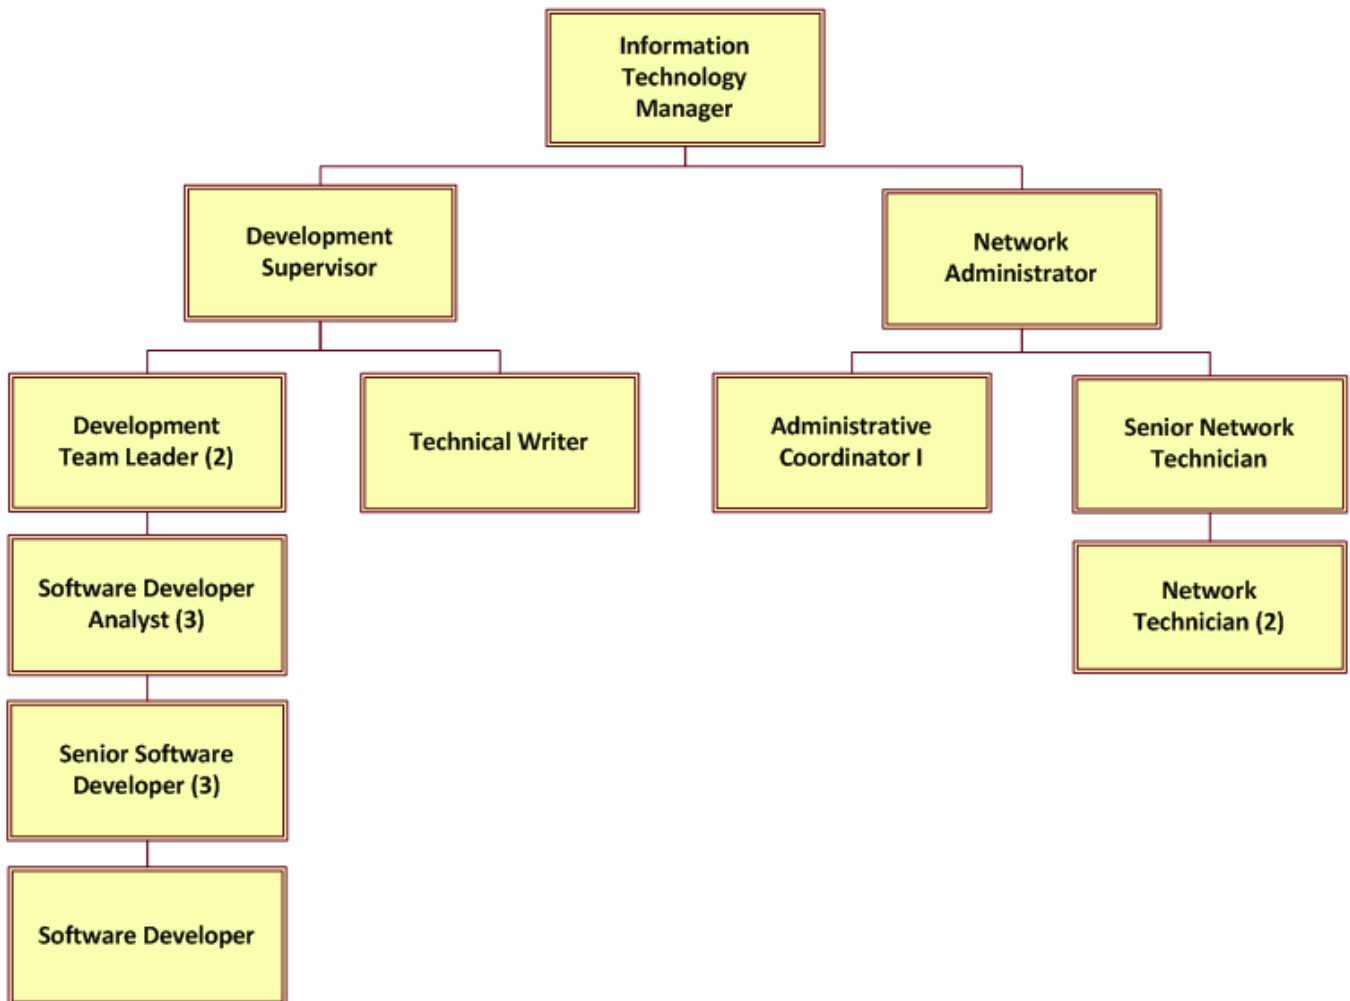 Information
Technology
Manager
Development
Supervisor
Network
Administrator
Development
Team Leader (2)
Technical Writer
Administrative
Coordinator I
Senior Network
Technician
Software Developer
Analyst (3)
Network
Technician (2)
Senior Software
Developer (3)
Software Developer